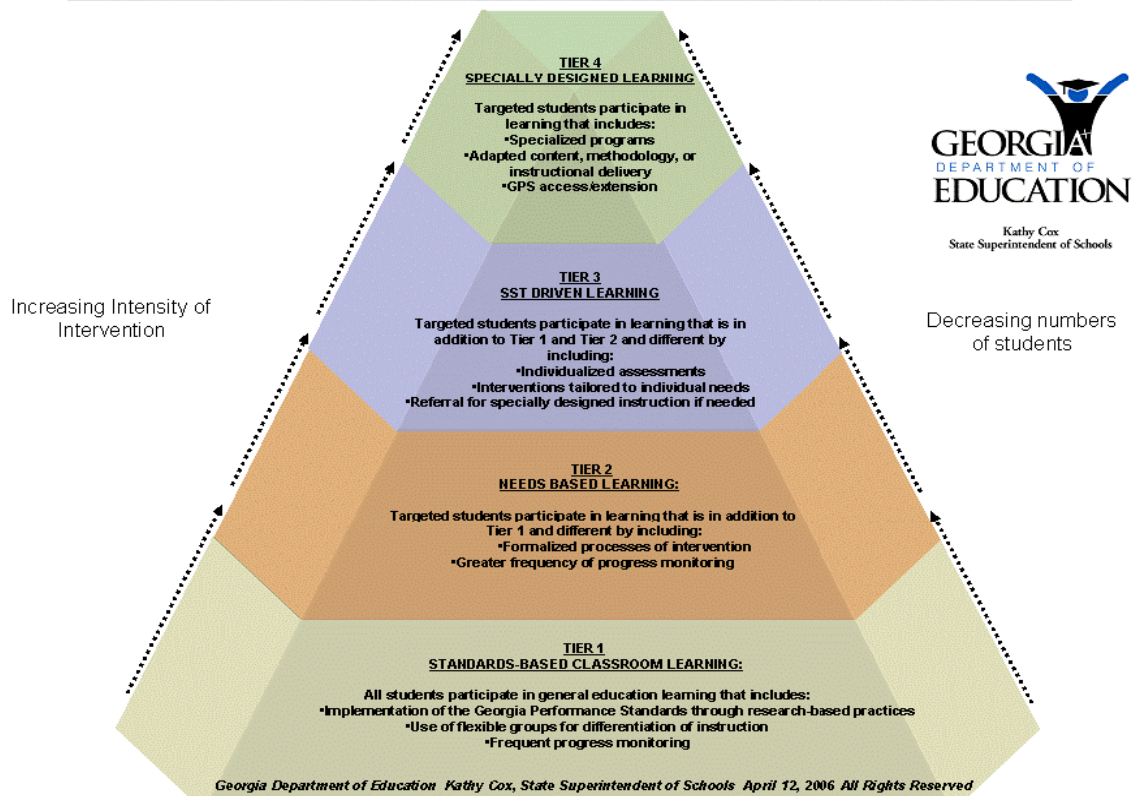 TIER 4
SPECIALLY DESIGNED LEARNING
Targeted students participate in
learning that includes:
▪Specialized programs
▪Adapted content, methodology, or
instructional delivery
▪GPS access/extension
GEORGIA
DEPARTMENT OF
EDUCATION
Kathy Cox
State Superintendent of Schools
TIER 3
SST DRIVEN LEARNING
Targeted students participate in learning that is in
addition to Tier 1 and Tier 2 and different by
including:
▪Individualized assessments
▪Interventions tailored to individual needs
▪Referral for specially designed instruction if needed
Increasing Intensity of
Intervention
Decreasing numbers
of students
TIER 2
NEEDS BASED LEARNING:
Targeted students participate in learning that is in addition to
Tier 1 and different by including:
▪Formalized processes of intervention
▪Greater frequency of progress monitoring
TIER 1
STANDARDS-BASED CLASSROOM LEARNING:
All students participate in general education learning that includes:
▪Implementation of the Georgia Performance Standards through research-based practices
▪Use of flexible groups for differentiation of instruction
▪Frequent progress monitoring
Georgia Department of Education Kathy Cox, State Superintendent of Schools April 12, 2006 All Rights Reserved